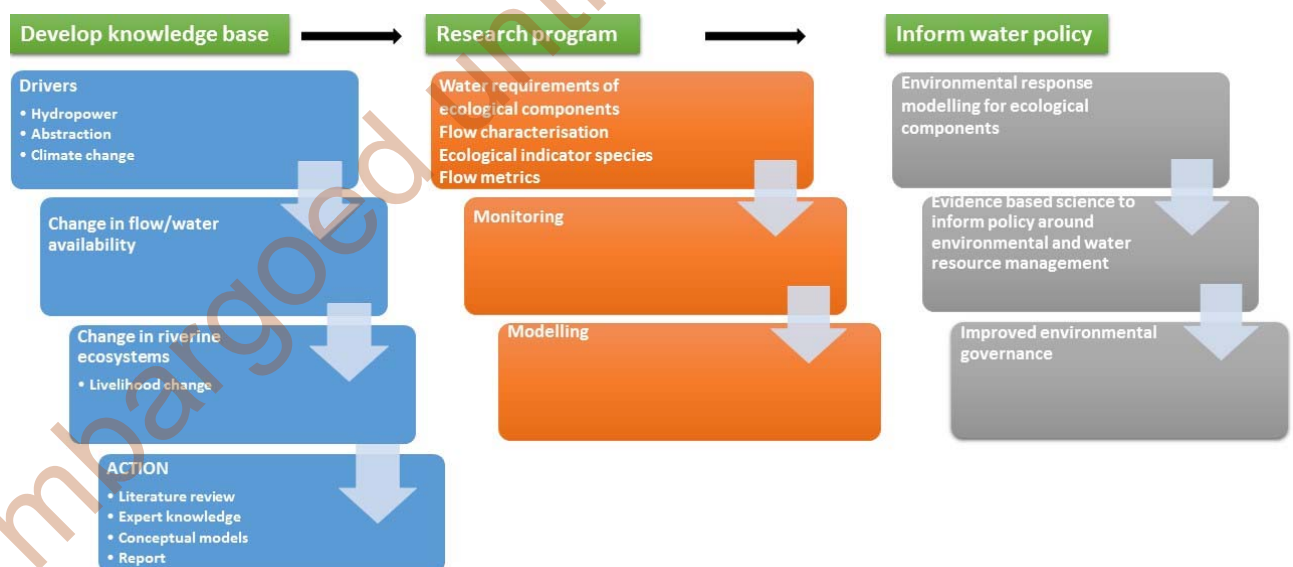 Develop knowledge base
Drivers
• Hydropower
• Abstraction
• Climate change
Change in flow/water
availability
Change in riverine
ecosystems
• Livelihood change
ACTION
• Literature review
• Expert knowledge
• Conceptual models
• Report
Research program
Water requirements of
ecological components
Flow characterisation
Ecological indicator species
Flow metrics
Monitoring
Modelling
Inform water policy
Environmental response
modelling for ecological
components
Evidence based science to
inform policy around
environmental and water
resource management
Improved environmental
governance
mbargoed unti